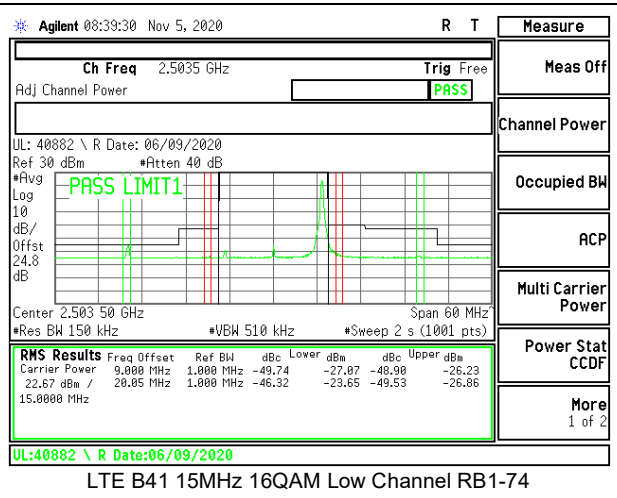 Agilent 08:39:30 Nov 5, 2020 R T
Measure
Ch Freq 2.5035 GHz Trig Free
Adj Channel Power PASS
UL: 40882 \ R Date: 06/09/2020
Ref 30 dBm #Atten 40 dB
#Avg
Log
10
dB/
Offst
24.8
dB
PASS LIMIT1
Center 2.503 50 GHz Span 60 MHz^
#Res BW 150 kHz #VBW 510 kHz #Sweep 2 s (1001 pts)
RMS Results Freq Offset Ref BW dBc Lower dBm dBc Upper dBm
Carrier Power 9.000 MHz 1.000 MHz -49.74 -27.07 -48.90 -26.23
22.67 dBm / 20.05 MHz 1.000 MHz -46.32 -23.65 -49.53 -26.86
15.0000 MHz
UL:40882 \ R Date:06/09/2020
Meas Off
Channel Power
Occupied BW
ACP
Multi Carrier
Power
Power Stat
CCDF
More
1 of 2
LTE B41 15MHz 16QAM Low Channel RB1-74